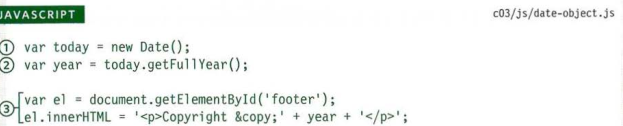 JAVASCRIPT c03/js/date-object.js
① var today = new Date();
② var year = today.getFullYear();
③ var el = document.getElementById('footer');
el.innerHTML = '<p>Copyright &copy;' + year + '</p>';